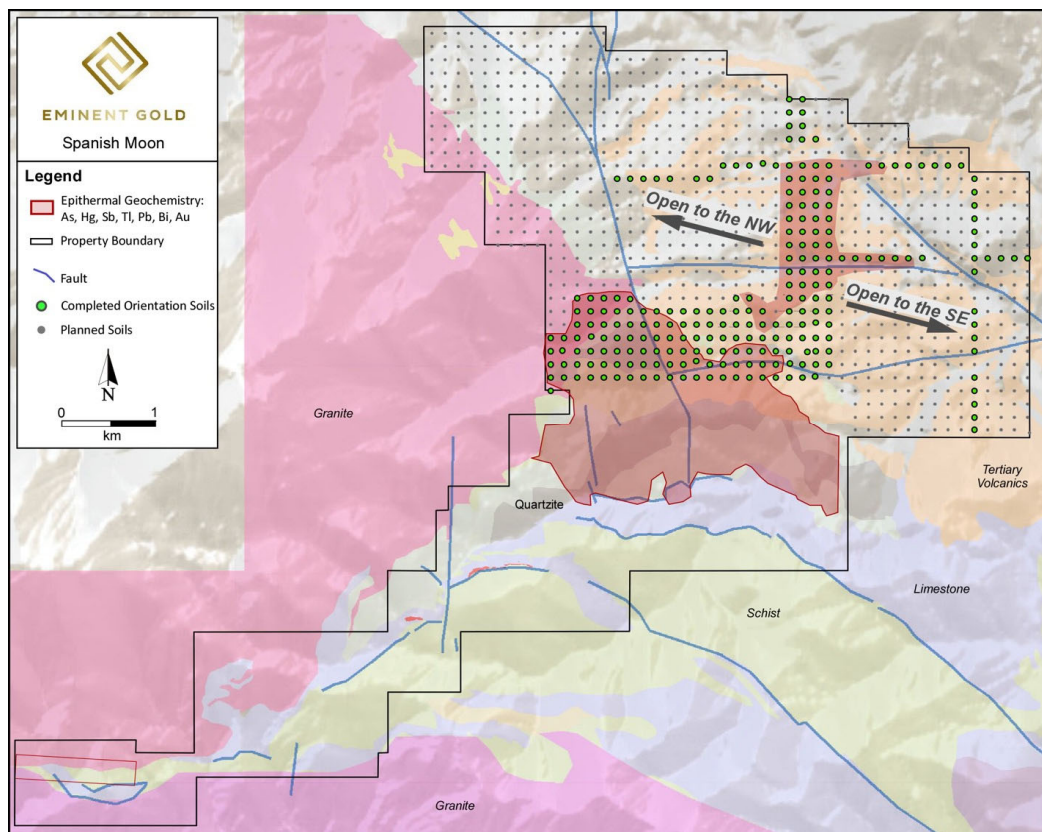 EMINENT GOLD
Spanish Moon
Legend
Epithermal Geochemistry:
As, Hg, Sb, Tl, Pb, Bi, Au
Property Boundary
Fault
Completed Orientation Soils
Planned Soils
N
0 1
km
Open to the NW
Open to the SE
Granite
Tertiary
Volcanics
Quartzite
Limestone
Schist
Granite